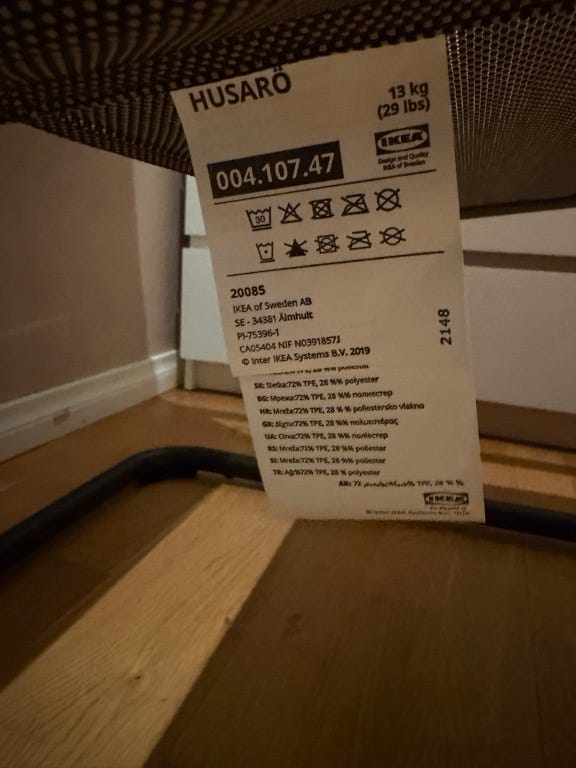 HUSARÖ
13 kg
(29 lbs)
004.107.47
IKEA
Design and Quality
IKEA of Sweden
30
20085
IKEA of Sweden AB
SE - 34381 Älmhult
PI-75396-1
CA05404 NIF N0391857J
© Inter IKEA Systems B.V. 2019
2148
SK: Sieťka:72% TPE, 28 %% polyester
BG: Мрежа:72% TPE, 28 %% полиестер
HR: Mreža:72% TPE, 28 % % poliestersko vlakno
GR: Δίχτυ:72% TPE, 28 %% πολυεστέρας
UA: Сітка:72% TPE, 28 %% поліестер
RS: Mreža:72% TPE, 28 %% poliester
SI: Mreža:72% TPE, 28 %% poliester
TR: Ağ:%72% TPE, 28 % polyester
72 TPE, 28 % %
IKEA